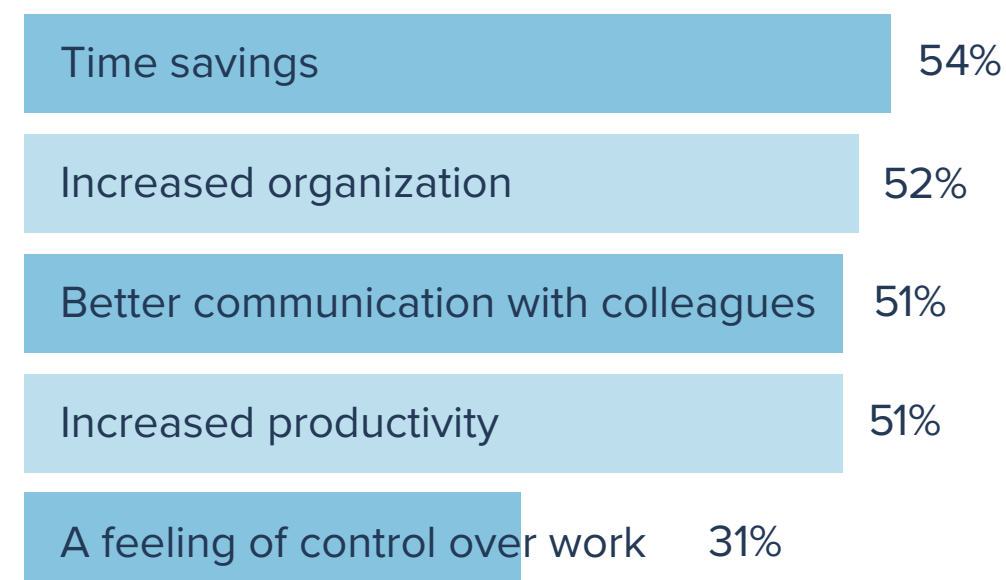 Time savings 54%
Increased organization 52%
Better communication with colleagues 51%
Increased productivity 51%
A feeling of control over work 31%